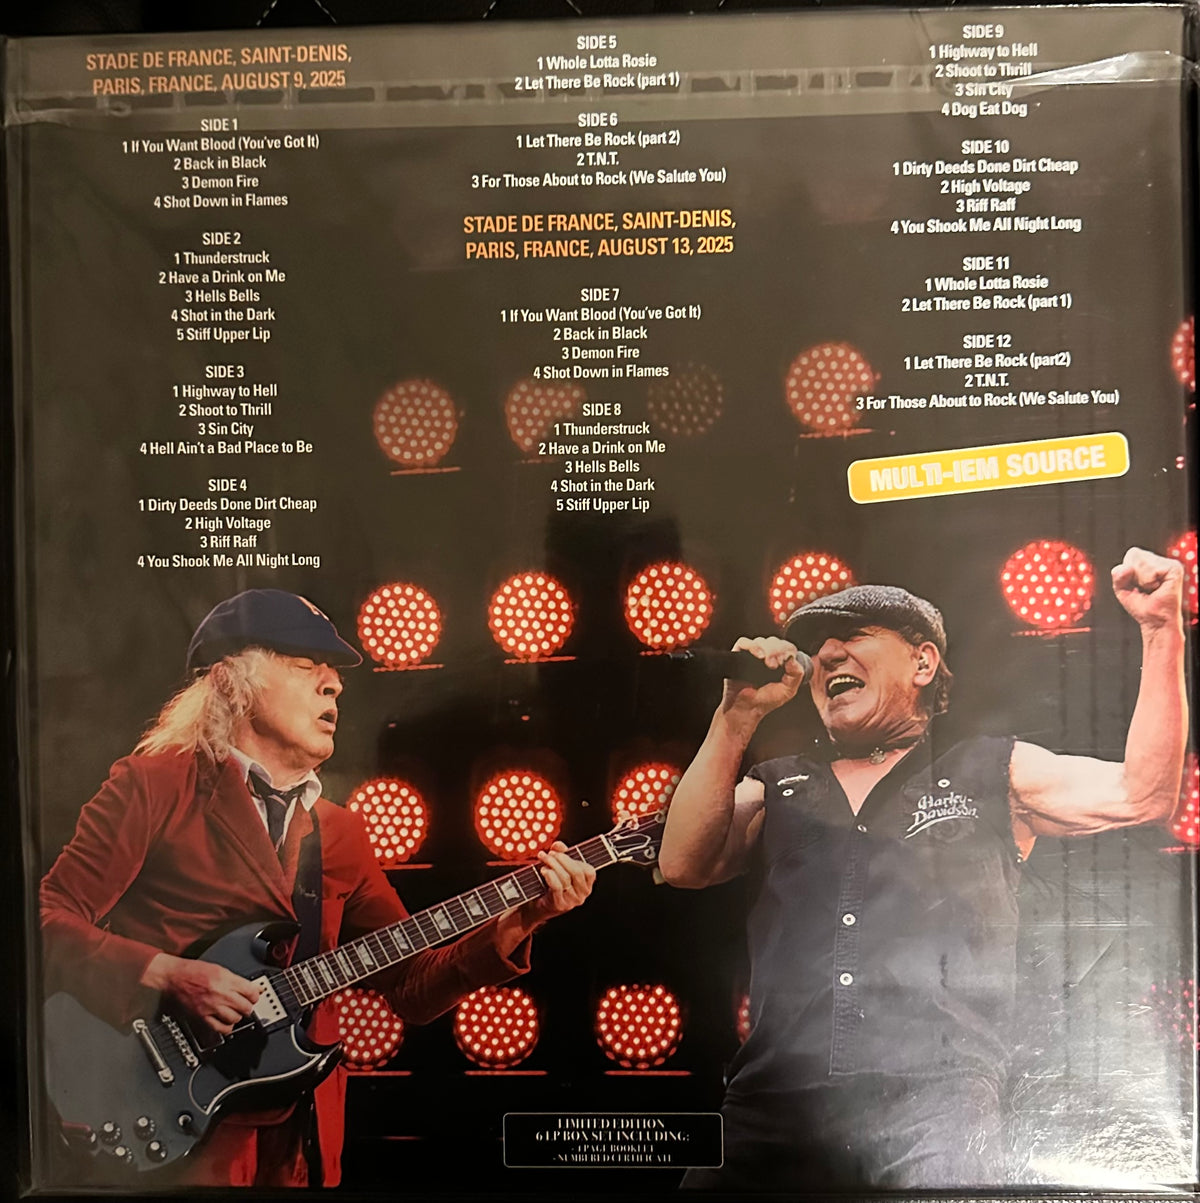 STADE DE FRANCE, SAINT-DENIS,
PARIS, FRANCE, AUGUST 9, 2025
SIDE 1
1 If You Want Blood (You've Got It)
2 Back in Black
3 Demon Fire
4 Shot Down in Flames
SIDE 2
1 Thunderstruck
2 Have a Drink on Me
3 Hells Bells
4 Shot in the Dark
5 Stiff Upper Lip
SIDE 3
1 Highway to Hell
2 Shoot to Thrill
3 Sin City
4 Hell Ain't a Bad Place to Be
SIDE 4
1 Dirty Deeds Done Dirt Cheap
2 High Voltage
3 Riff Raff
4 You Shook Me All Night Long
SIDE 5
1 Whole Lotta Rosie
2 Let There Be Rock (part 1)
SIDE 6
1 Let There Be Rock (part 2)
2 T.N.T.
3 For Those About to Rock (We Salute You)
STADE DE FRANCE, SAINT-DENIS,
PARIS, FRANCE, AUGUST 13, 2025
SIDE 7
1 If You Want Blood (You've Got It)
2 Back in Black
3 Demon Fire
4 Shot Down in Flames
SIDE 8
1 Thunderstruck
2 Have a Drink on Me
3 Hells Bells
4 Shot in the Dark
5 Stiff Upper Lip
SIDE 9
1 Highway to Hell
2 Shoot to Thrill
3 Sin City
4 Dog Eat Dog
SIDE 10
1 Dirty Deeds Done Dirt Cheap
2 High Voltage
3 Riff Raff
4 You Shook Me All Night Long
SIDE 11
1 Whole Lotta Rosie
2 Let There Be Rock (part 1)
SIDE 12
1 Let There Be Rock (part2)
2 T.N.T.
3 For Those About to Rock (We Salute You)
MULTI-IEM SOURCE
Harley-
Davidson
LIMITED EDITION
6 LP BOX SET INCLUDING:
- 4 PAGE BOOKLET
- NUMBERED CERTIFICATE